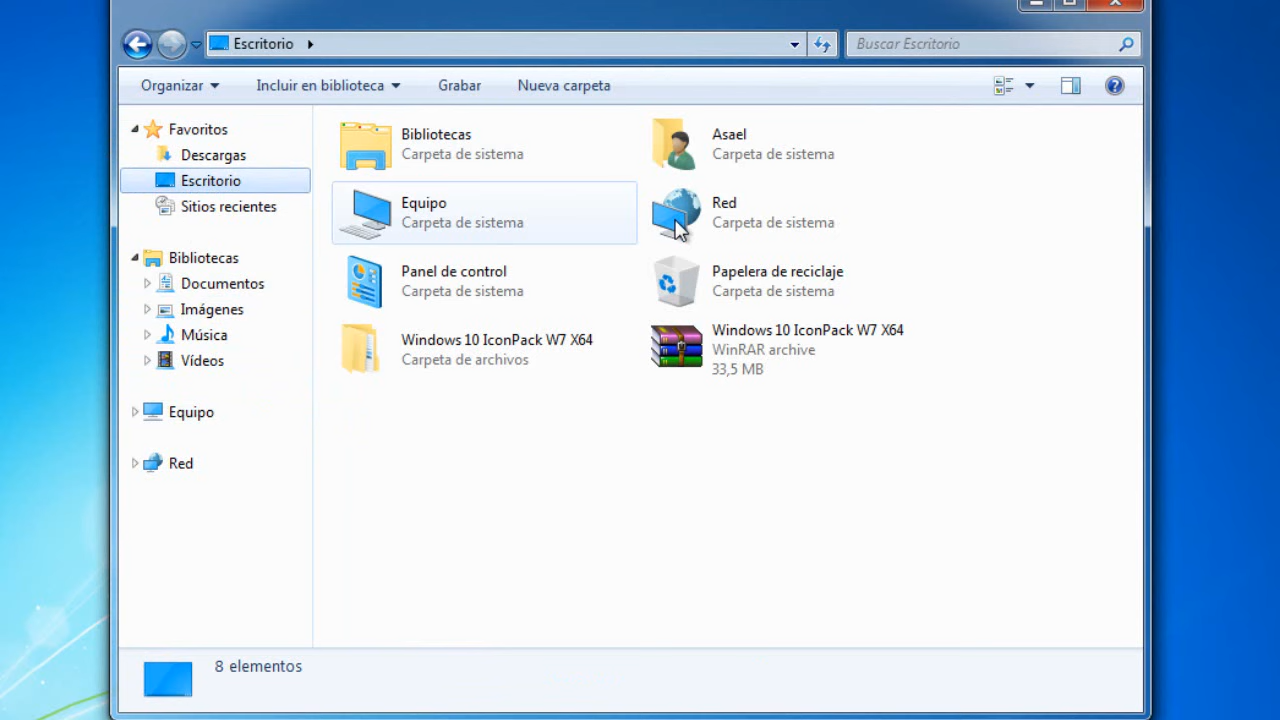 Escritorio
Buscar Escritorio
Organizar
Incluir en biblioteca
Grabar
Nueva carpeta
Favoritos
Descargas
Escritorio
Sitios recientes
Bibliotecas
Documentos
Imágenes
Música
Vídeos
Equipo
Red
Bibliotecas
Carpeta de sistema
Asael
Carpeta de sistema
Equipo
Carpeta de sistema
Red
Carpeta de sistema
Panel de control
Carpeta de sistema
Papelera de reciclaje
Carpeta de sistema
Windows 10 IconPack W7 X64
Carpeta de archivos
Windows 10 IconPack W7 X64
WinRAR archive
33,5 MB
8 elementos